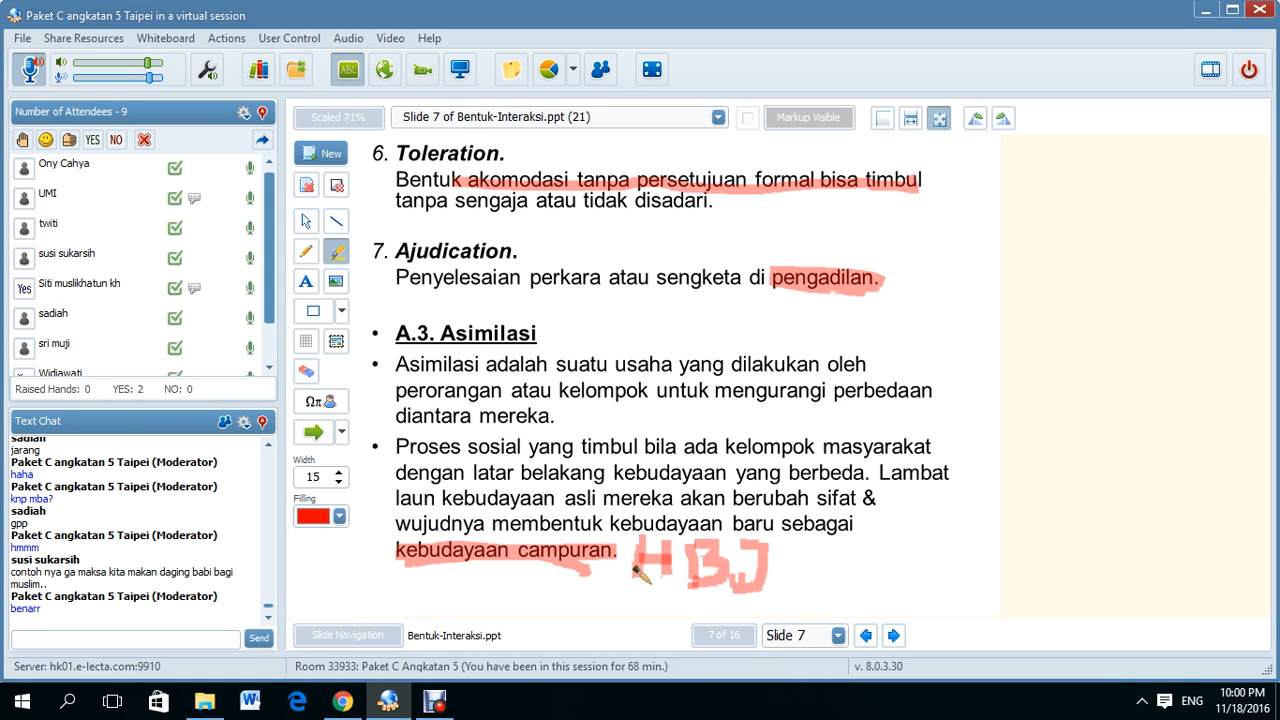 Paket C angkatan 5 Taipei in a virtual session
File Share Resources Whiteboard Actions User Control Audio Video Help
ABC
Number of Attendees - 9
YES NO
Ony Cahya
UMI
twiti
susi sukarsih
Yes Siti muslikhatun kh
sadiah
sri muji
Widiawati
Raised Hands: 0 YES: 2 NO: 0
Text Chat
sadiah
jarang
Paket C angkatan 5 Taipei (Moderator)
haha
Paket C angkatan 5 Taipei (Moderator)
knp mba?
sadiah
gpp
Paket C angkatan 5 Taipei (Moderator)
hmmm
susi sukarsih
contoh nya ga maksa kita makan daging babi bagi
muslim..
Paket C angkatan 5 Taipei (Moderator)
benarr
Send
Scaled 71% Slide 7 of Bentuk-Interaksi.ppt (21) Markup Visible
New
A
Ωπ
Width
15
Filling
6. Toleration.
Bentuk akomodasi tanpa persetujuan formal bisa timbul
tanpa sengaja atau tidak disadari.
7. Ajudication.
Penyelesaian perkara atau sengketa di pengadilan.
• A.3. Asimilasi
• Asimilasi adalah suatu usaha yang dilakukan oleh
perorangan atau kelompok untuk mengurangi perbedaan
diantara mereka.
• Proses sosial yang timbul bila ada kelompok masyarakat
dengan latar belakang kebudayaan yang berbeda. Lambat
laun kebudayaan asli mereka akan berubah sifat &
wujudnya membentuk kebudayaan baru sebagai
kebudayaan campuran. H BJ
Slide Navigation Bentuk-Interaksi.ppt 7 of 16 Slide 7
Server: hk01.e-lecta.com:9910 Room 33933: Paket C Angkatan 5 (You have been in this session for 68 min.) v. 8.0.3.30
ENG
10:00 PM
11/18/2016